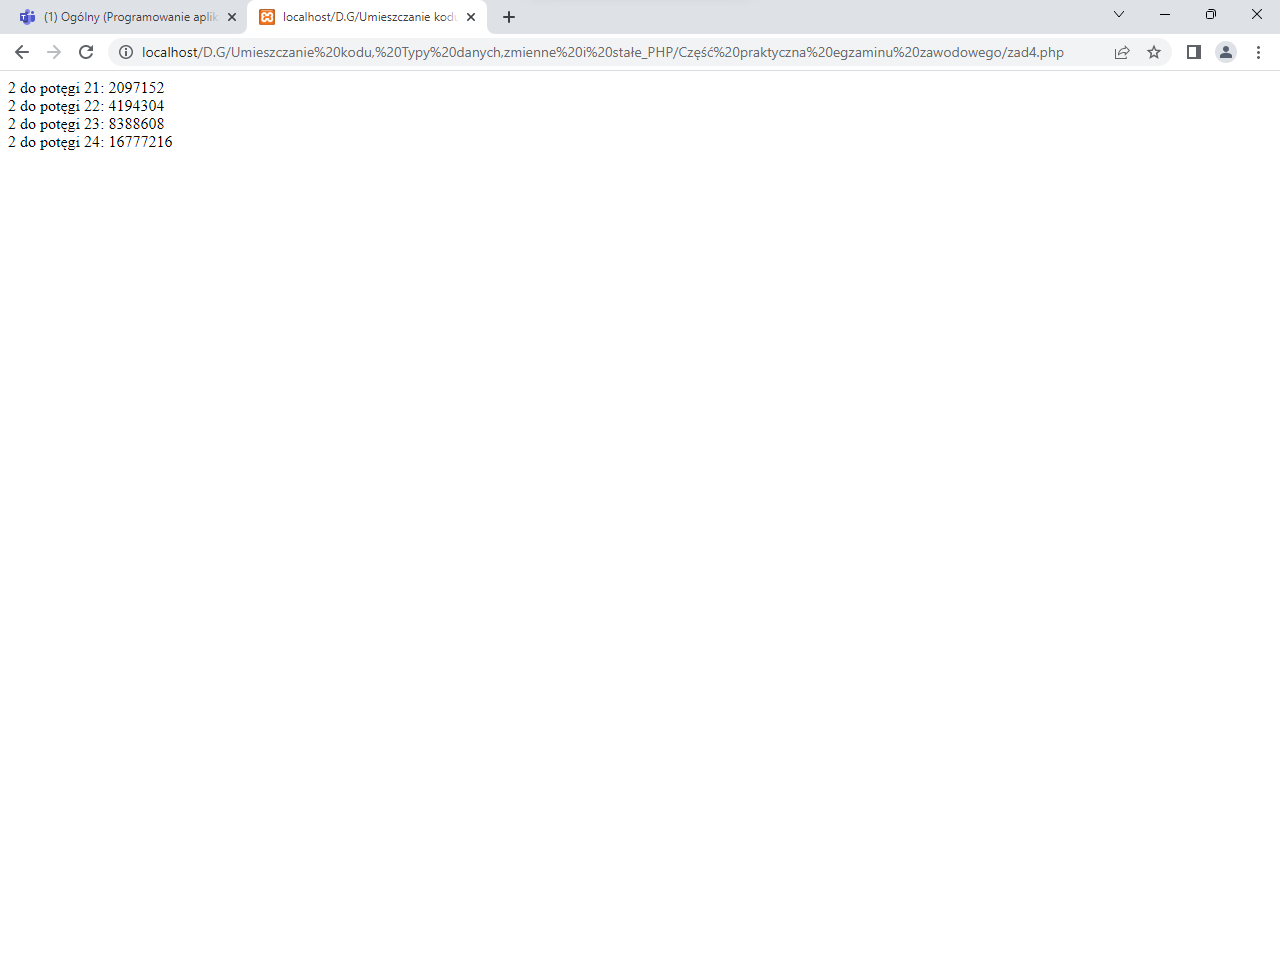 (1) Ogólny (Programowanie aplik
localhost/D.G/Umieszczanie kodu
localhost/D.G/Umieszczanie%20kodu,%20Typy%20danych,zmienne%20i%20stałe_PHP/Część%20praktyczna%20egzaminu%20zawodowego/zad4.php
2 do potęgi 21: 2097152
2 do potęgi 22: 4194304
2 do potęgi 23: 8388608
2 do potęgi 24: 16777216